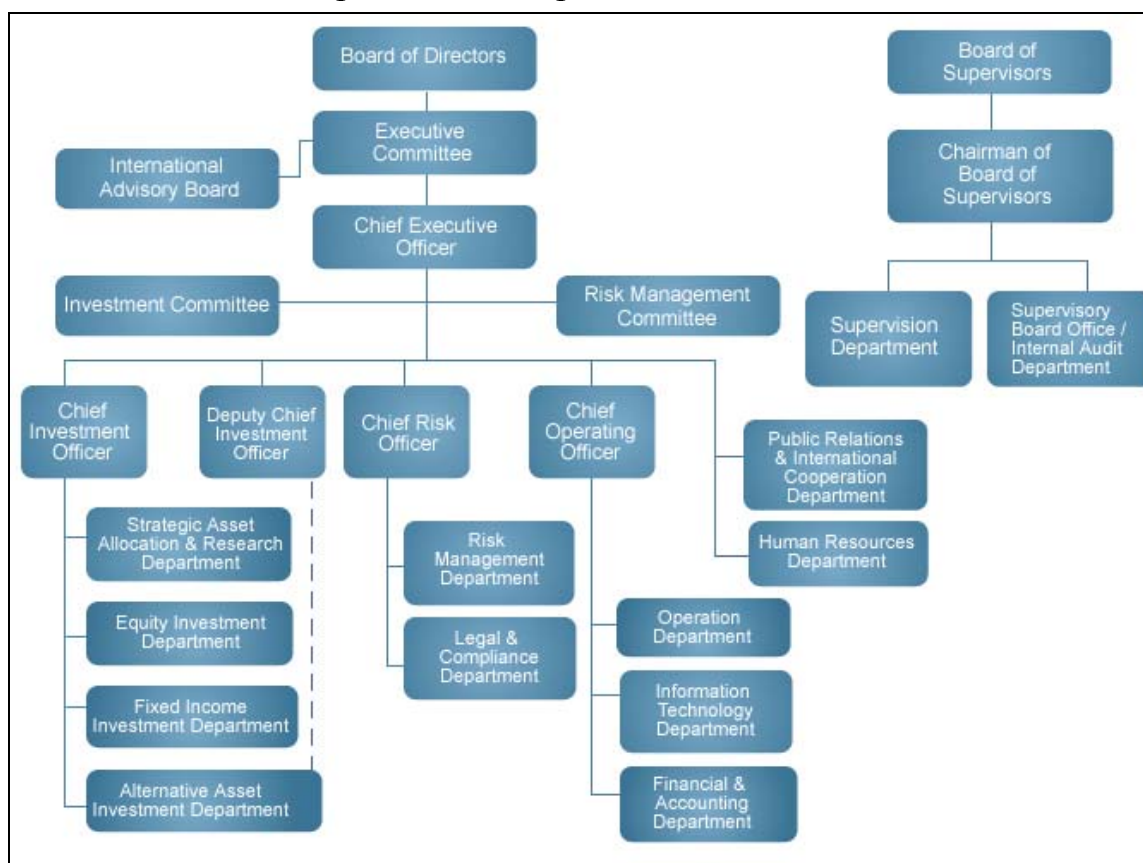 Board of Directors
Executive
Committee
International
Advisory Board
Chief Executive
Officer
Investment Committee
Risk Management
Committee
Chief
Investment
Officer
Deputy Chief
Investment
Officer
Chief Risk
Officer
Chief
Operating
Officer
Strategic Asset
Allocation & Research
Department
Equity Investment
Department
Fixed Income
Investment Department
Alternative Asset
Investment Department
Risk
Management
Department
Legal &
Compliance
Department
Operation
Department
Information
Technology
Department
Financial &
Accounting
Department
Public Relations
& International
Cooperation
Department
Human Resources
Department
Board of
Supervisors
Chairman of
Board of
Supervisors
Supervision
Department
Supervisory
Board Office /
Internal Audit
Department